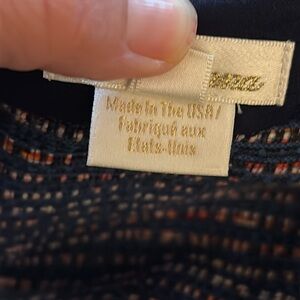 Made In The USA/
Fabriqué aux
Etats-Unis